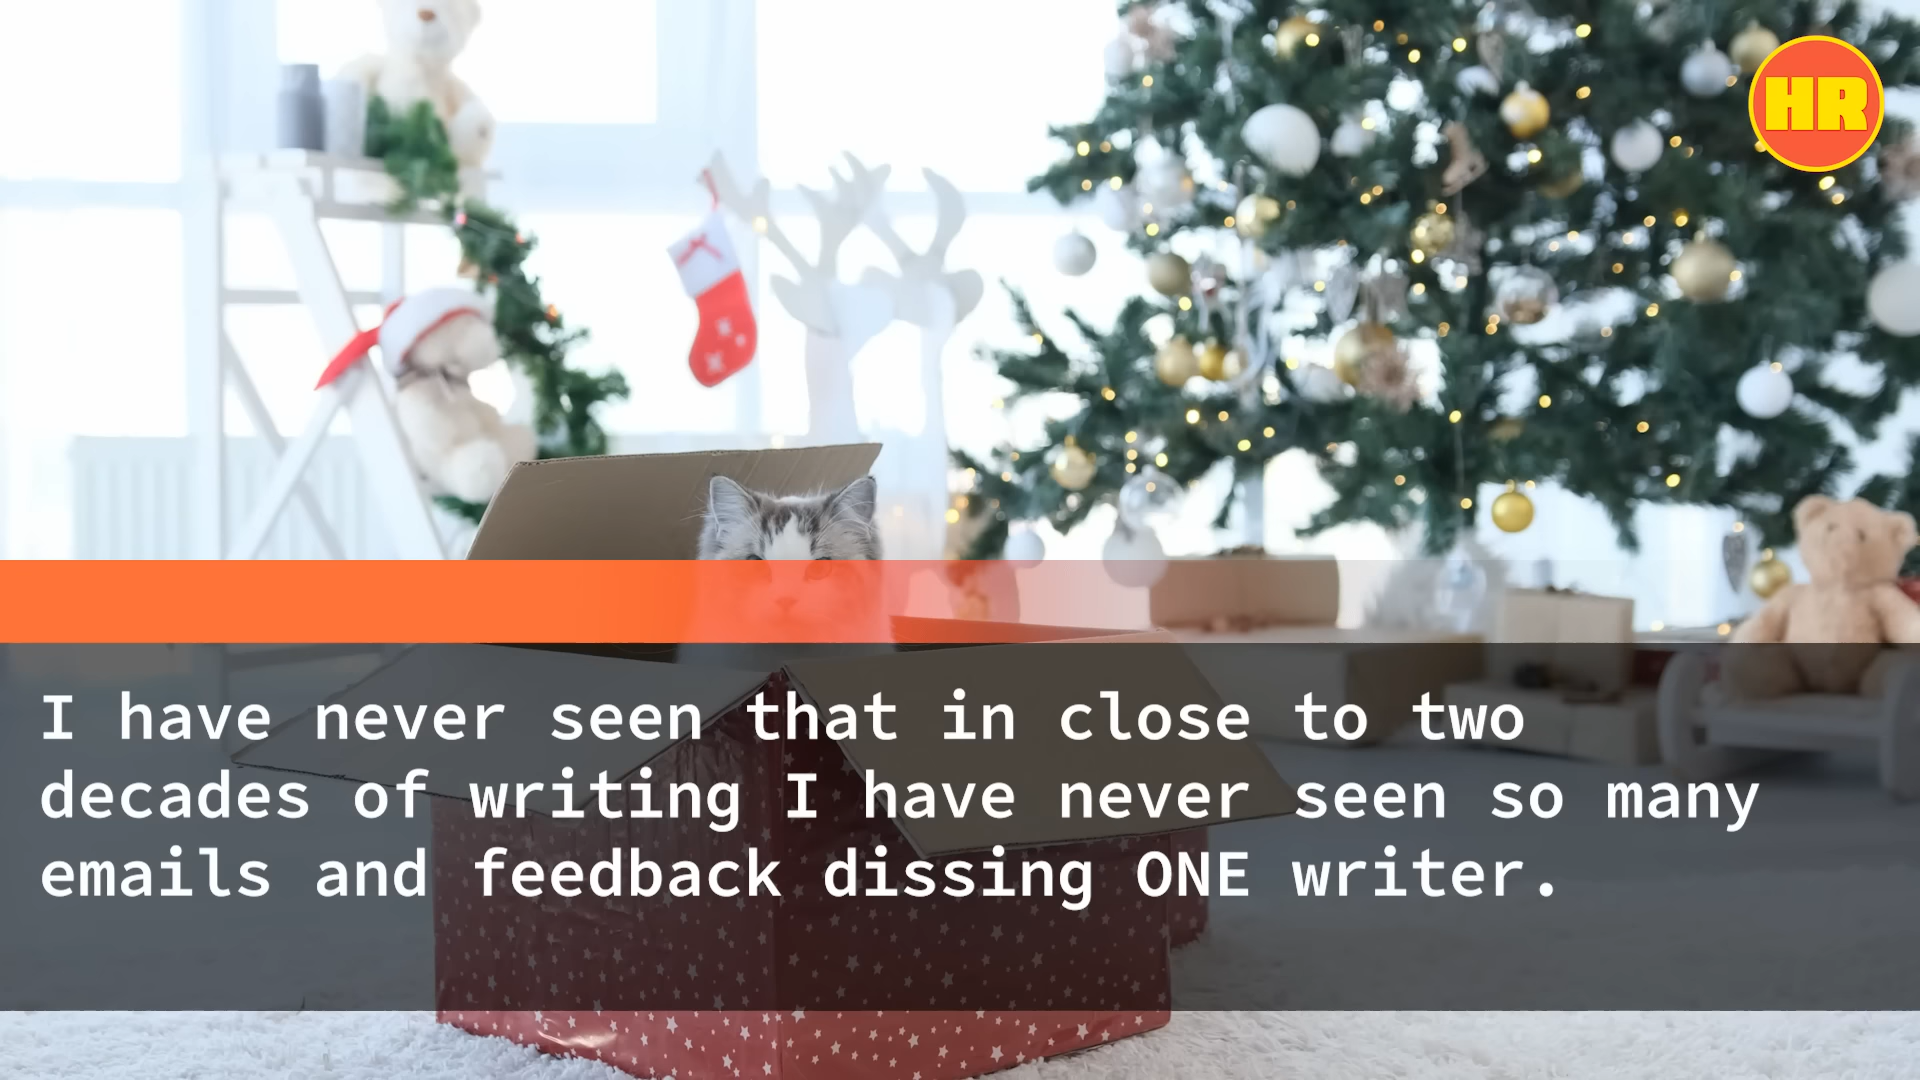 HR
I have never seen that in close to two
decades of writing I have never seen so many
emails and feedback dissing ONE writer.